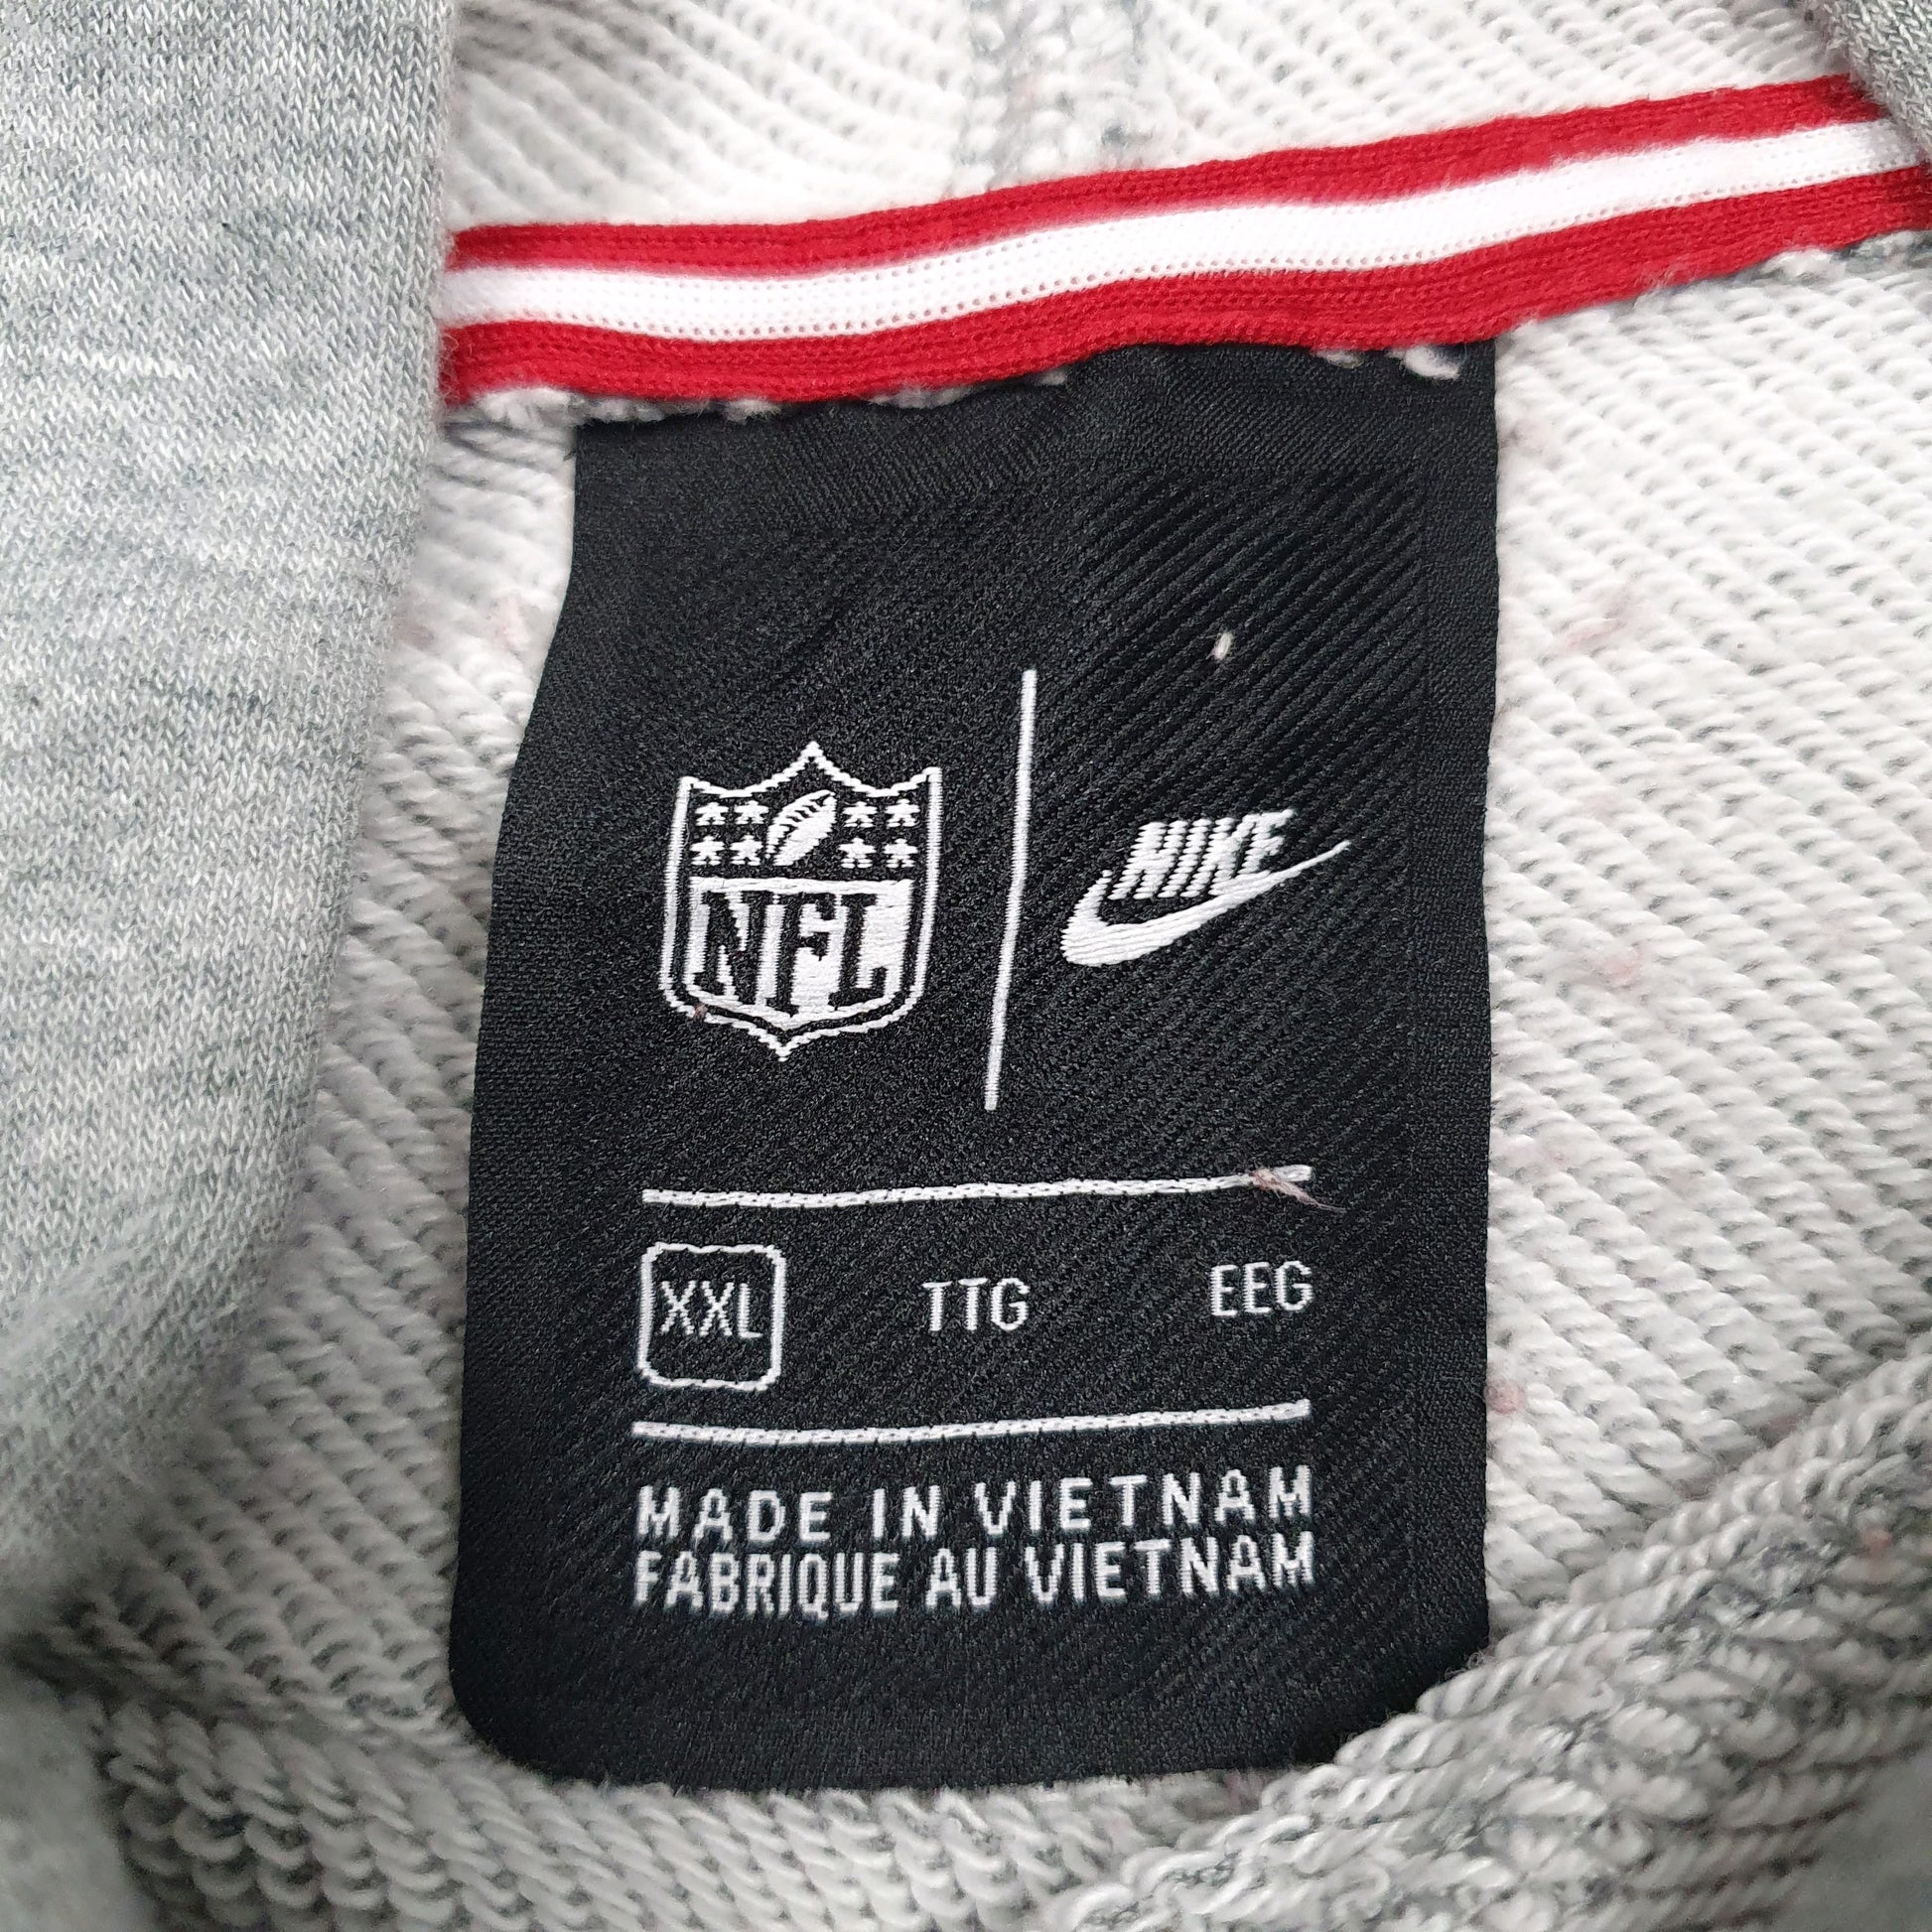 NFL
NIKE
XXL TTG EEG
MADE IN VIETNAM
FABRIQUE AU VIETNAM